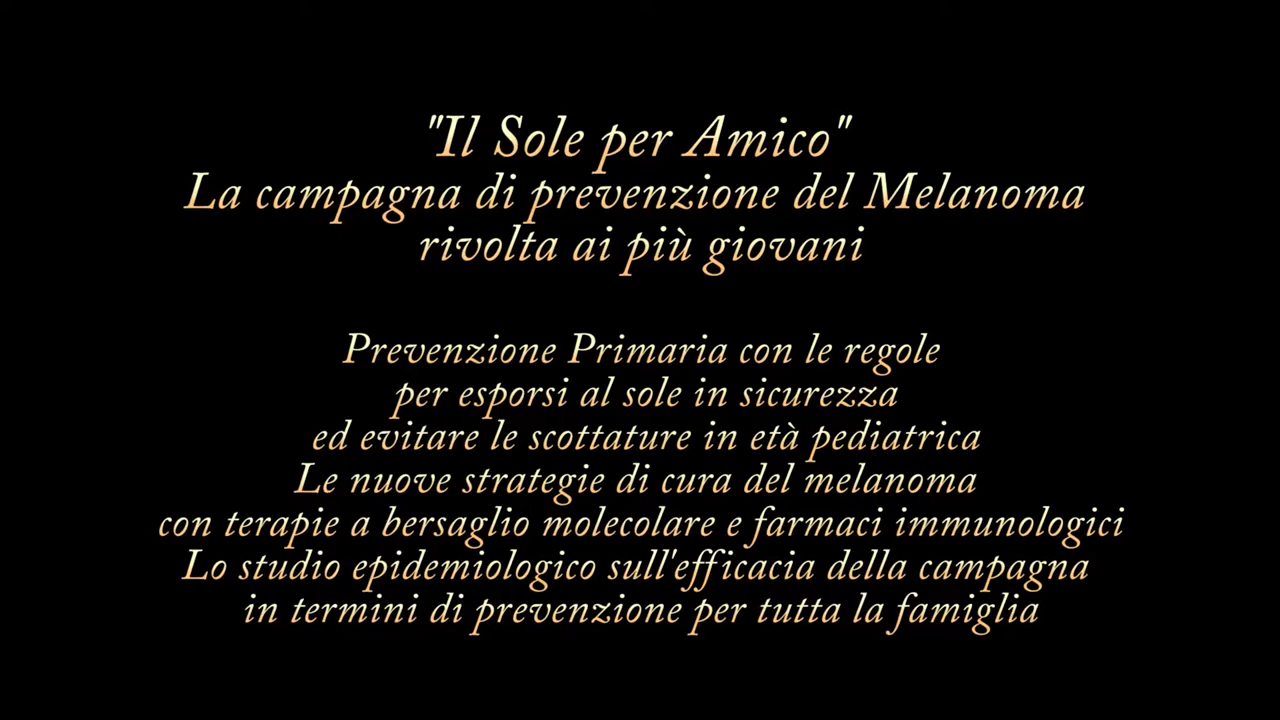 "Il Sole per Amico"
La campagna di prevenzione del Melanoma
rivolta ai più giovani
Prevenzione Primaria con le regole
per esporsi al sole in sicurezza
ed evitare le scottature in età pediatrica
Le nuove strategie di cura del melanoma
con terapie a bersaglio molecolare e farmaci immunologici
Lo studio epidemiologico sull'efficacia della campagna
in termini di prevenzione per tutta la famiglia